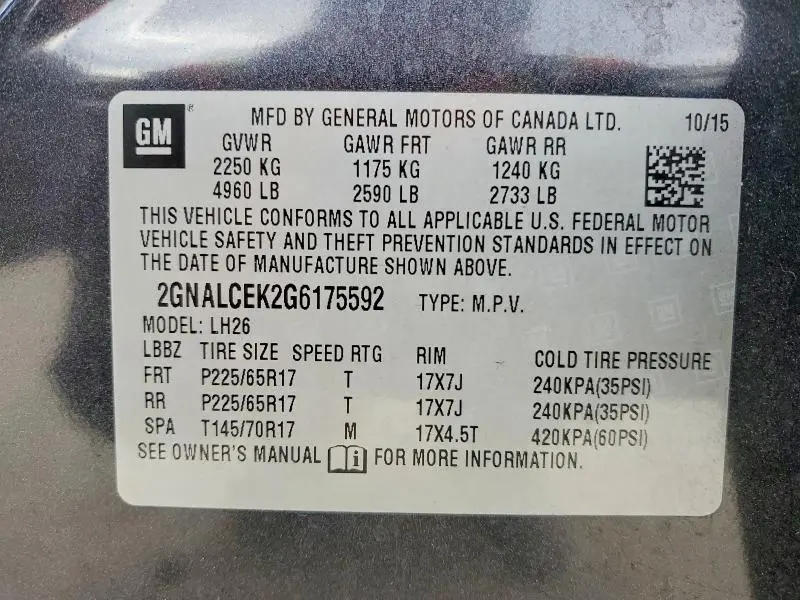 GM ® MFD BY GENERAL MOTORS OF CANADA LTD. 10/15
GVWR GAWR FRT GAWR RR
2250 KG 1175 KG 1240 KG
4960 LB 2590 LB 2733 LB
THIS VEHICLE CONFORMS TO ALL APPLICABLE U.S. FEDERAL MOTOR
VEHICLE SAFETY AND THEFT PREVENTION STANDARDS IN EFFECT ON
THE DATE OF MANUFACTURE SHOWN ABOVE.
2GNALCEK2G6175592 TYPE: M.P.V.
MODEL: LH26
LBBZ TIRE SIZE SPEED RTG RIM COLD TIRE PRESSURE
FRT P225/65R17 T 17X7J 240KPA(35PSI)
RR P225/65R17 T 17X7J 240KPA(35PSI)
SPA T145/70R17 M 17X4.5T 420KPA(60PSI)
SEE OWNER'S MANUAL i FOR MORE INFORMATION.